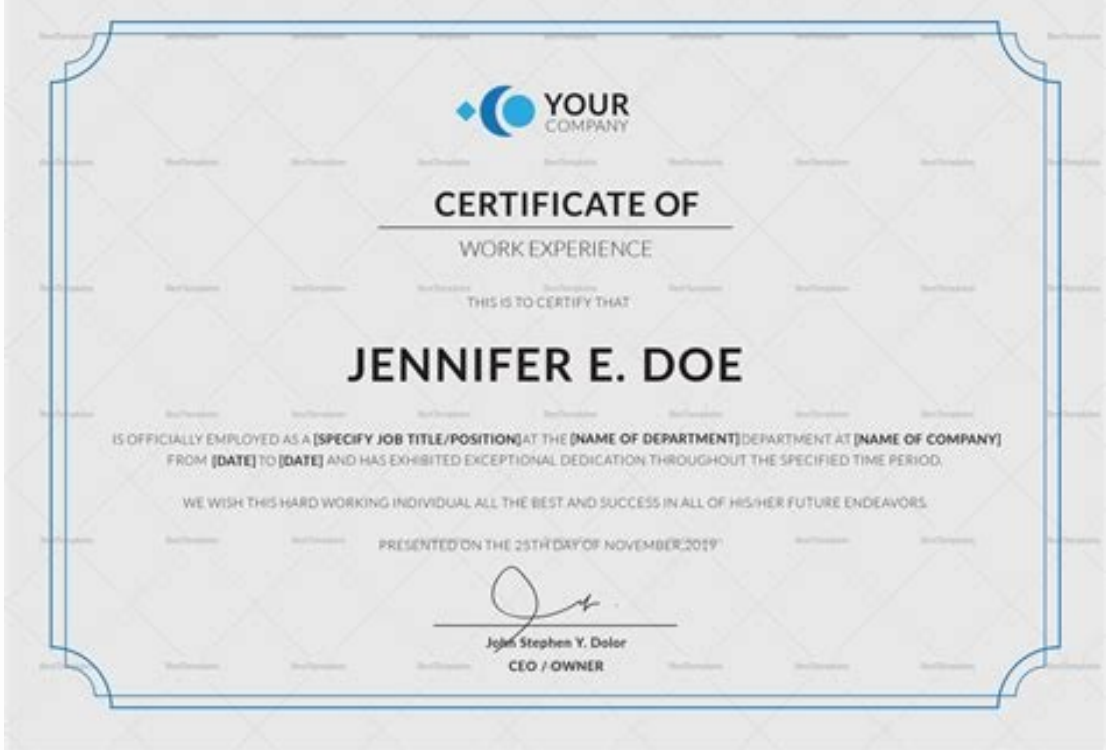 YOUR
COMPANY
CERTIFICATE OF
WORK EXPERIENCE
THIS IS TO CERTIFY THAT
JENNIFER E. DOE
IS OFFICIALLY EMPLOYED AS A [SPECIFY JOB TITLE/POSITION] AT THE [NAME OF DEPARTMENT] DEPARTMENT AT [NAME OF COMPANY]
FROM [DATE] TO [DATE] AND HAS EXHIBITED EXCEPTIONAL DEDICATION THROUGHOUT THE SPECIFIED TIME PERIOD.
WE WISH THIS HARD WORKING INDIVIDUAL ALL THE BEST AND SUCCESS IN ALL OF HIS/HER FUTURE ENDEAVORS.
PRESENTED ON THE 25TH DAY OF NOVEMBER,2019
John Stephen Y. Dolor
CEO / OWNER